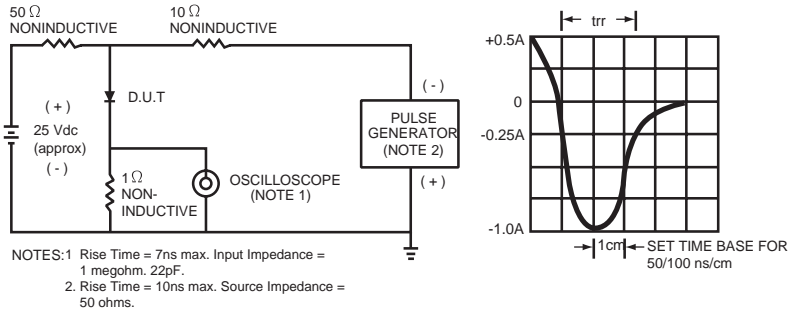 50 Ω
NONINDUCTIVE
10 Ω
NONINDUCTIVE
D.U.T
( + )
25 Vdc
(approx)
( - )
1 Ω
NON-
INDUCTIVE
OSCILLOSCOPE
(NOTE 1)
( - )
PULSE
GENERATOR
(NOTE 2)
( + )
trr
+0.5A
0
-0.25A
-1.0A
1cm
SET TIME BASE FOR
50/100 ns/cm
NOTES:1 Rise Time = 7ns max. Input Impedance =
1 megohm. 22pF.
2. Rise Time = 10ns max. Source Impedance =
50 ohms.